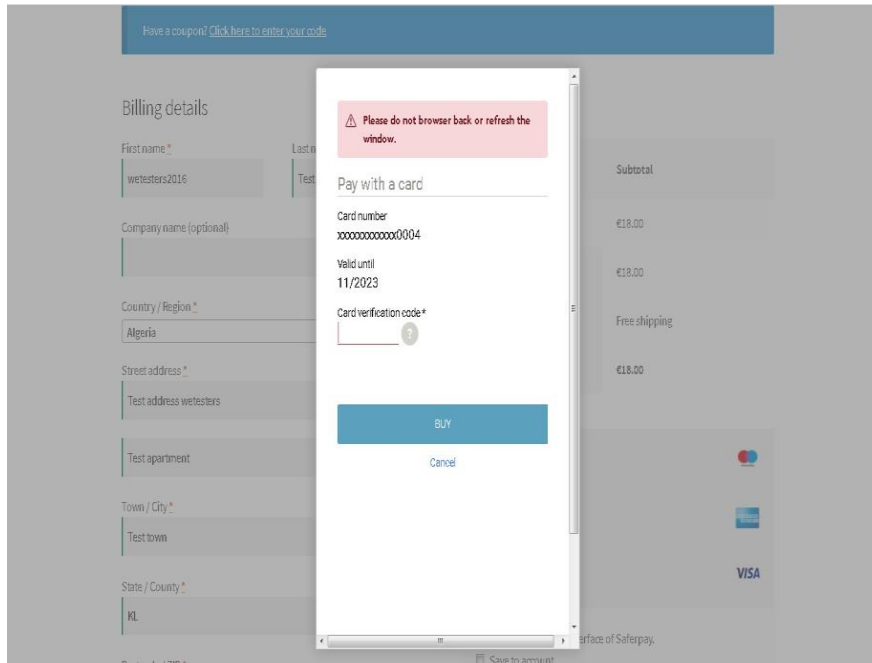 Have a coupon? Click here to enter your code
Billing details
First name *
Last n
wetesters2016
Test
Company name (optional)
Country / Region *
Algeria
Street address *
Test address wetesters
Test apartment
Town / City *
Test town
State / County *
KL
Please do not browser back or refresh the
window.
Pay with a card
Card number
xxxxxxxxxxxx0004
Valid until
11/2023
Card verification code*
?
BUY
Cancel
Subtotal
€18.00
€18.00
Free shipping
€18.00
VISA
erface of Saferpay.
Save to account